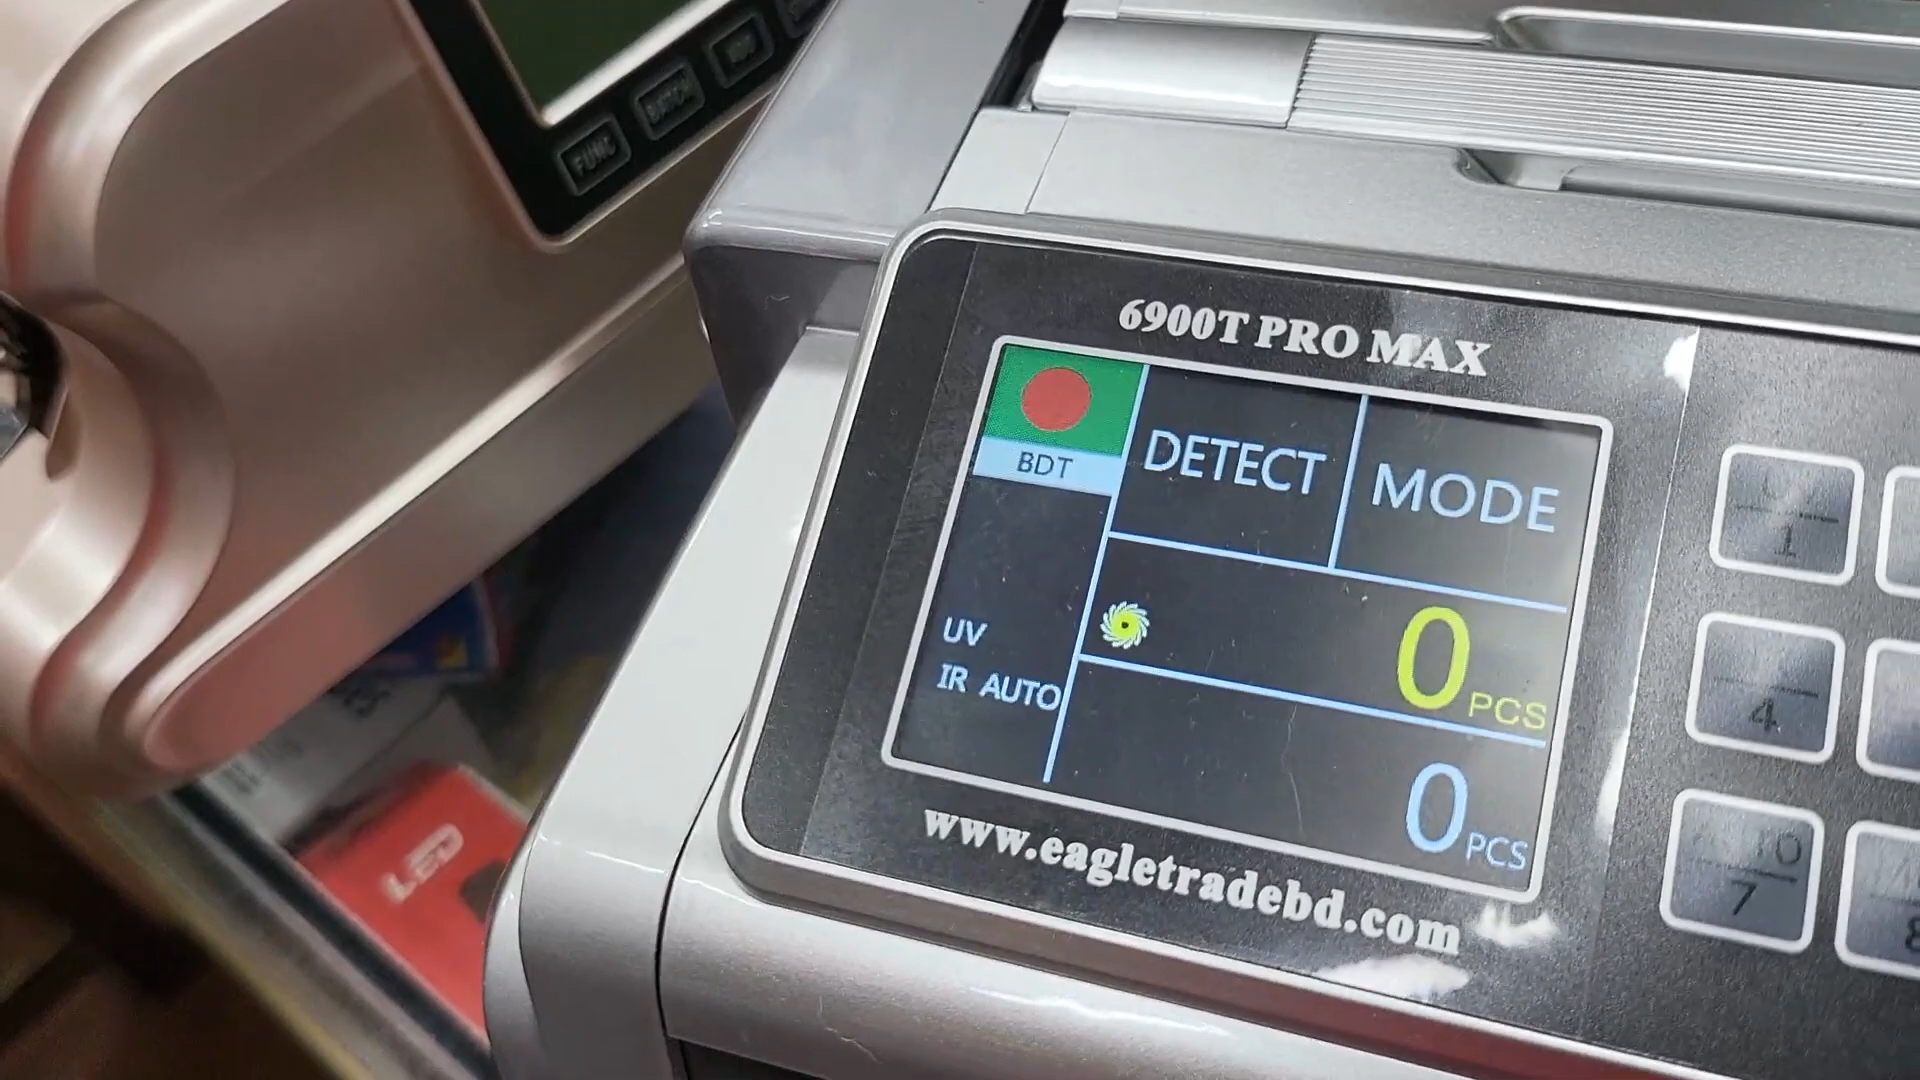 FUNC
BATCH
6900T PRO MAX
BDT
DETECT
MODE
UV
IR AUTO
0 PCS
0 PCS
www.eagletradebd.com
1
4
7
8
LED